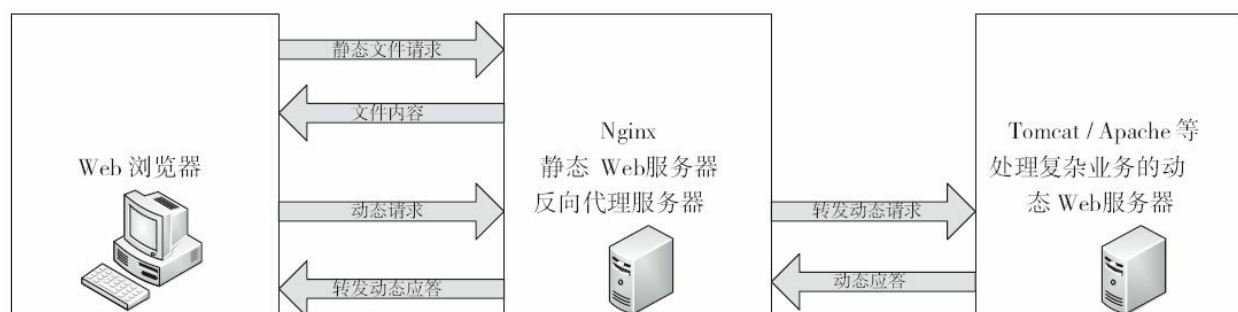 静态文件请求
文件内容
Web 浏览器
动态请求
转发动态应答
Nginx
静态 Web服务器
反向代理服务器
转发动态请求
动态应答
Tomcat / Apache 等
处理复杂业务的动
态 Web服务器